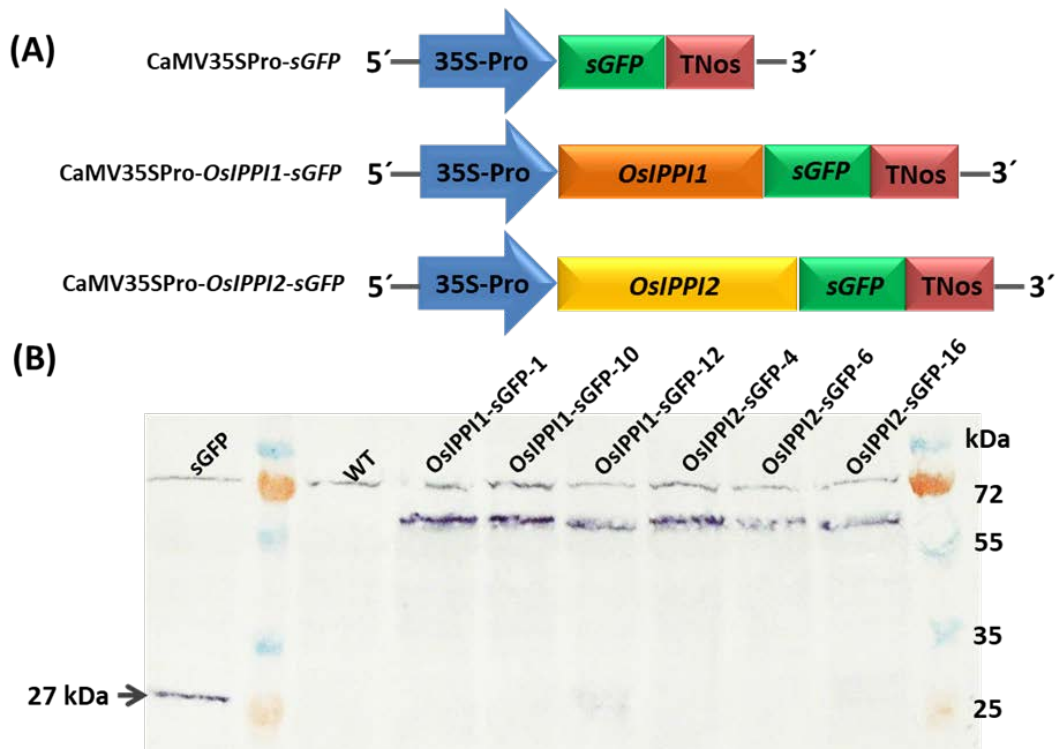 (A)
CaMV35SPro-sGFP 5´ 35S-Pro sGFP TNos 3´
CaMV35SPro-OsIPPI1-sGFP 5´ 35S-Pro OsIPPI1 sGFP TNos 3´
CaMV35SPro-OsIPPI2-sGFP 5´ 35S-Pro OsIPPI2 sGFP TNos 3´
(B)
sGFP
WT
OsIPPI1-sGFP-1
OsIPPI1-sGFP-10
OsIPPI1-sGFP-12
OsIPPI2-sGFP-4
OsIPPI2-sGFP-6
OsIPPI2-sGFP-16
kDa
72
55
35
27 kDa
25